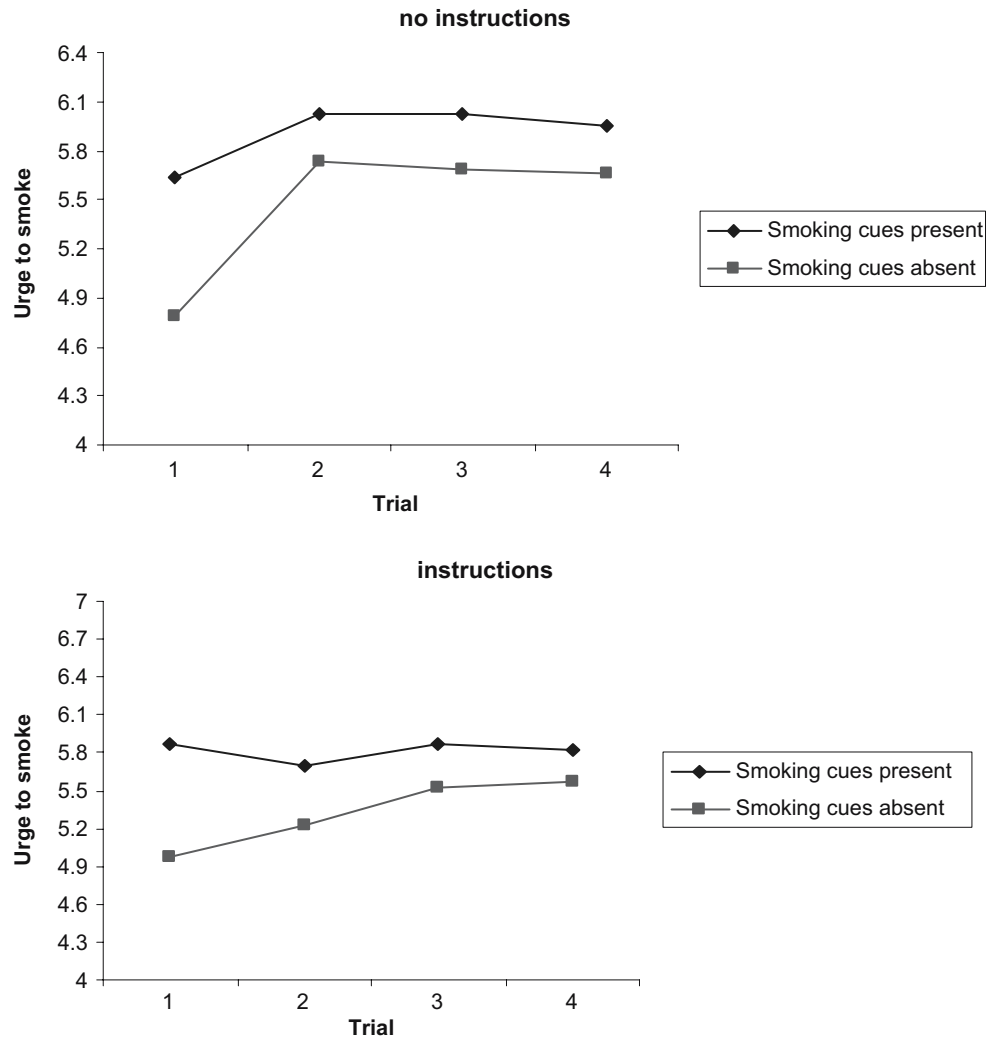 no instructions
6.4
6.1
5.8
5.5
5.2
4.9
4.6
4.3
4
Urge to smoke
1 2 3 4
Trial
Smoking cues present
Smoking cues absent
instructions
7
6.7
6.4
6.1
5.8
5.5
5.2
4.9
4.6
4.3
4
Urge to smoke
1 2 3 4
Trial
Smoking cues present
Smoking cues absent